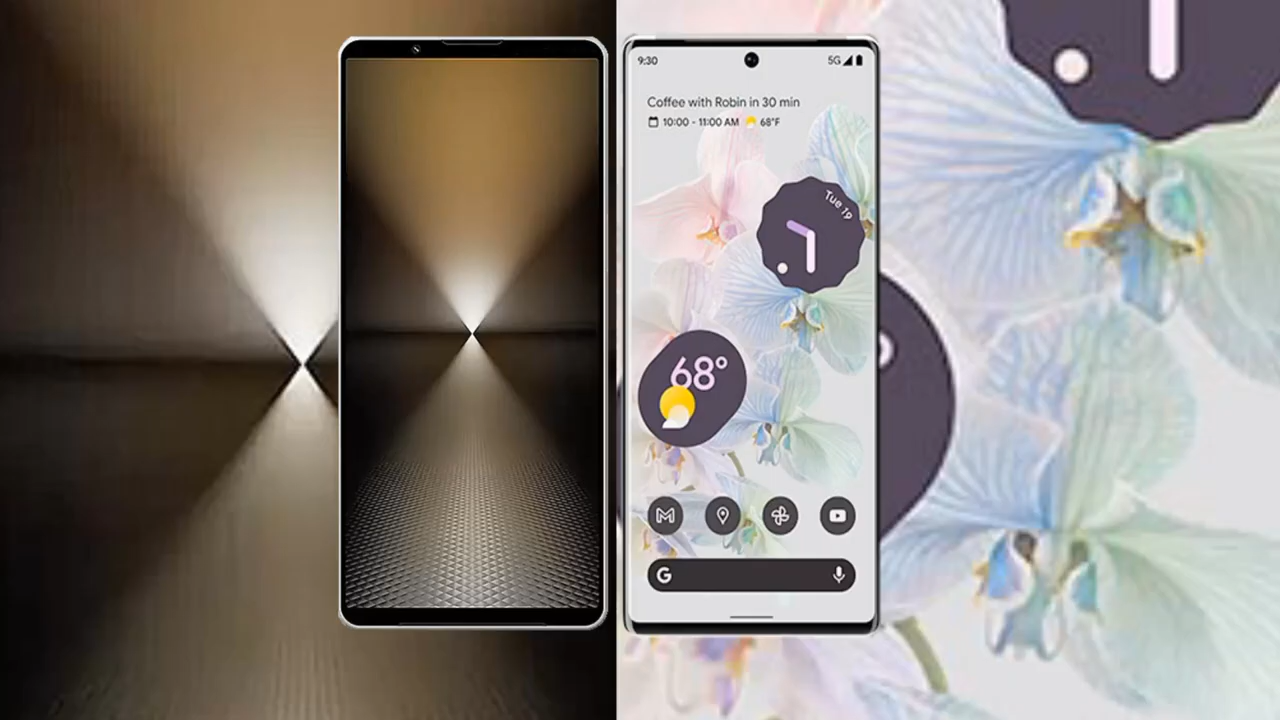 9:30
5G
Coffee with Robin in 30 min
10:00 - 11:00 AM 68°F
Tue 19
68°
G